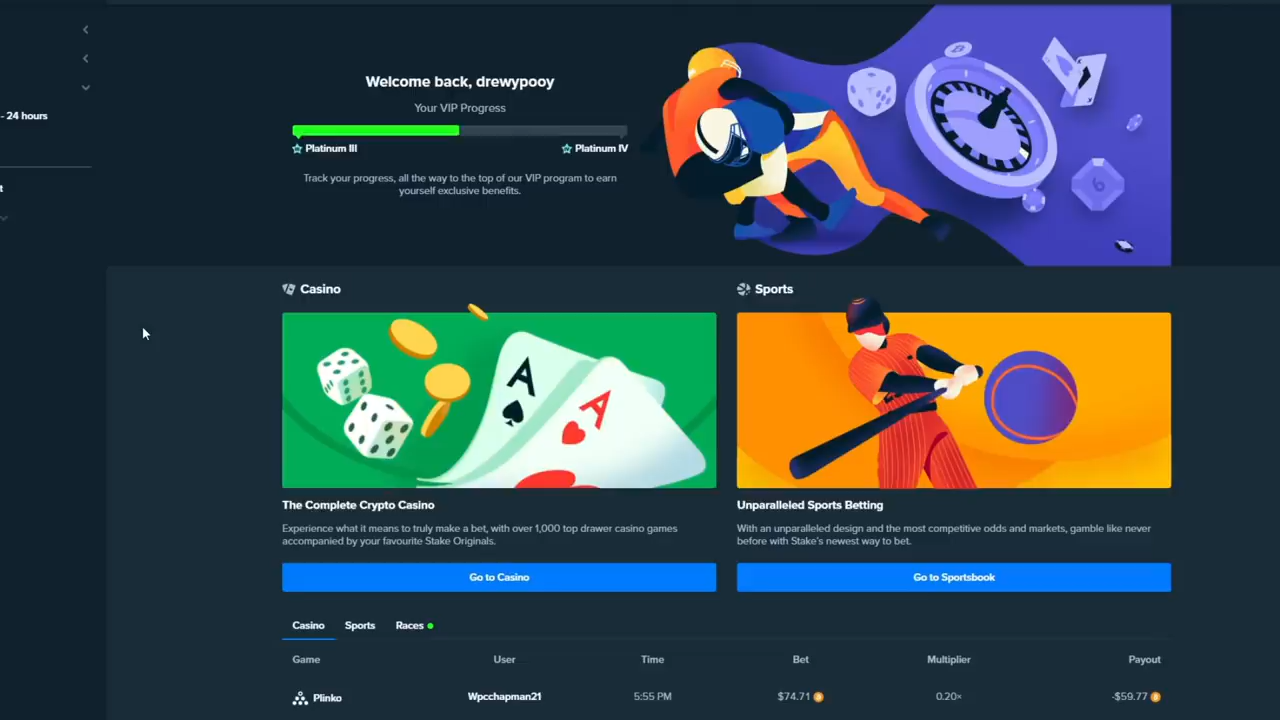 - 24 hours
t
Welcome back, drewypooy
Your VIP Progress
Platinum III
Platinum IV
Track your progress, all the way to the top of our VIP program to earn
yourself exclusive benefits.
6
Casino
Sports
A
A
The Complete Crypto Casino
Experience what it means to truly make a bet, with over 1,000 top drawer casino games
accompanied by your favourite Stake Originals.
Go to Casino
Unparalleled Sports Betting
With an unparalleled design and the most competitive odds and markets, gamble like never
before with Stake's newest way to bet.
Go to Sportsbook
Casino Sports Races
Game User Time Bet Multiplier Payout
Plinko Wpcchapman21 5:55 PM $74.71 0.20× -$59.77